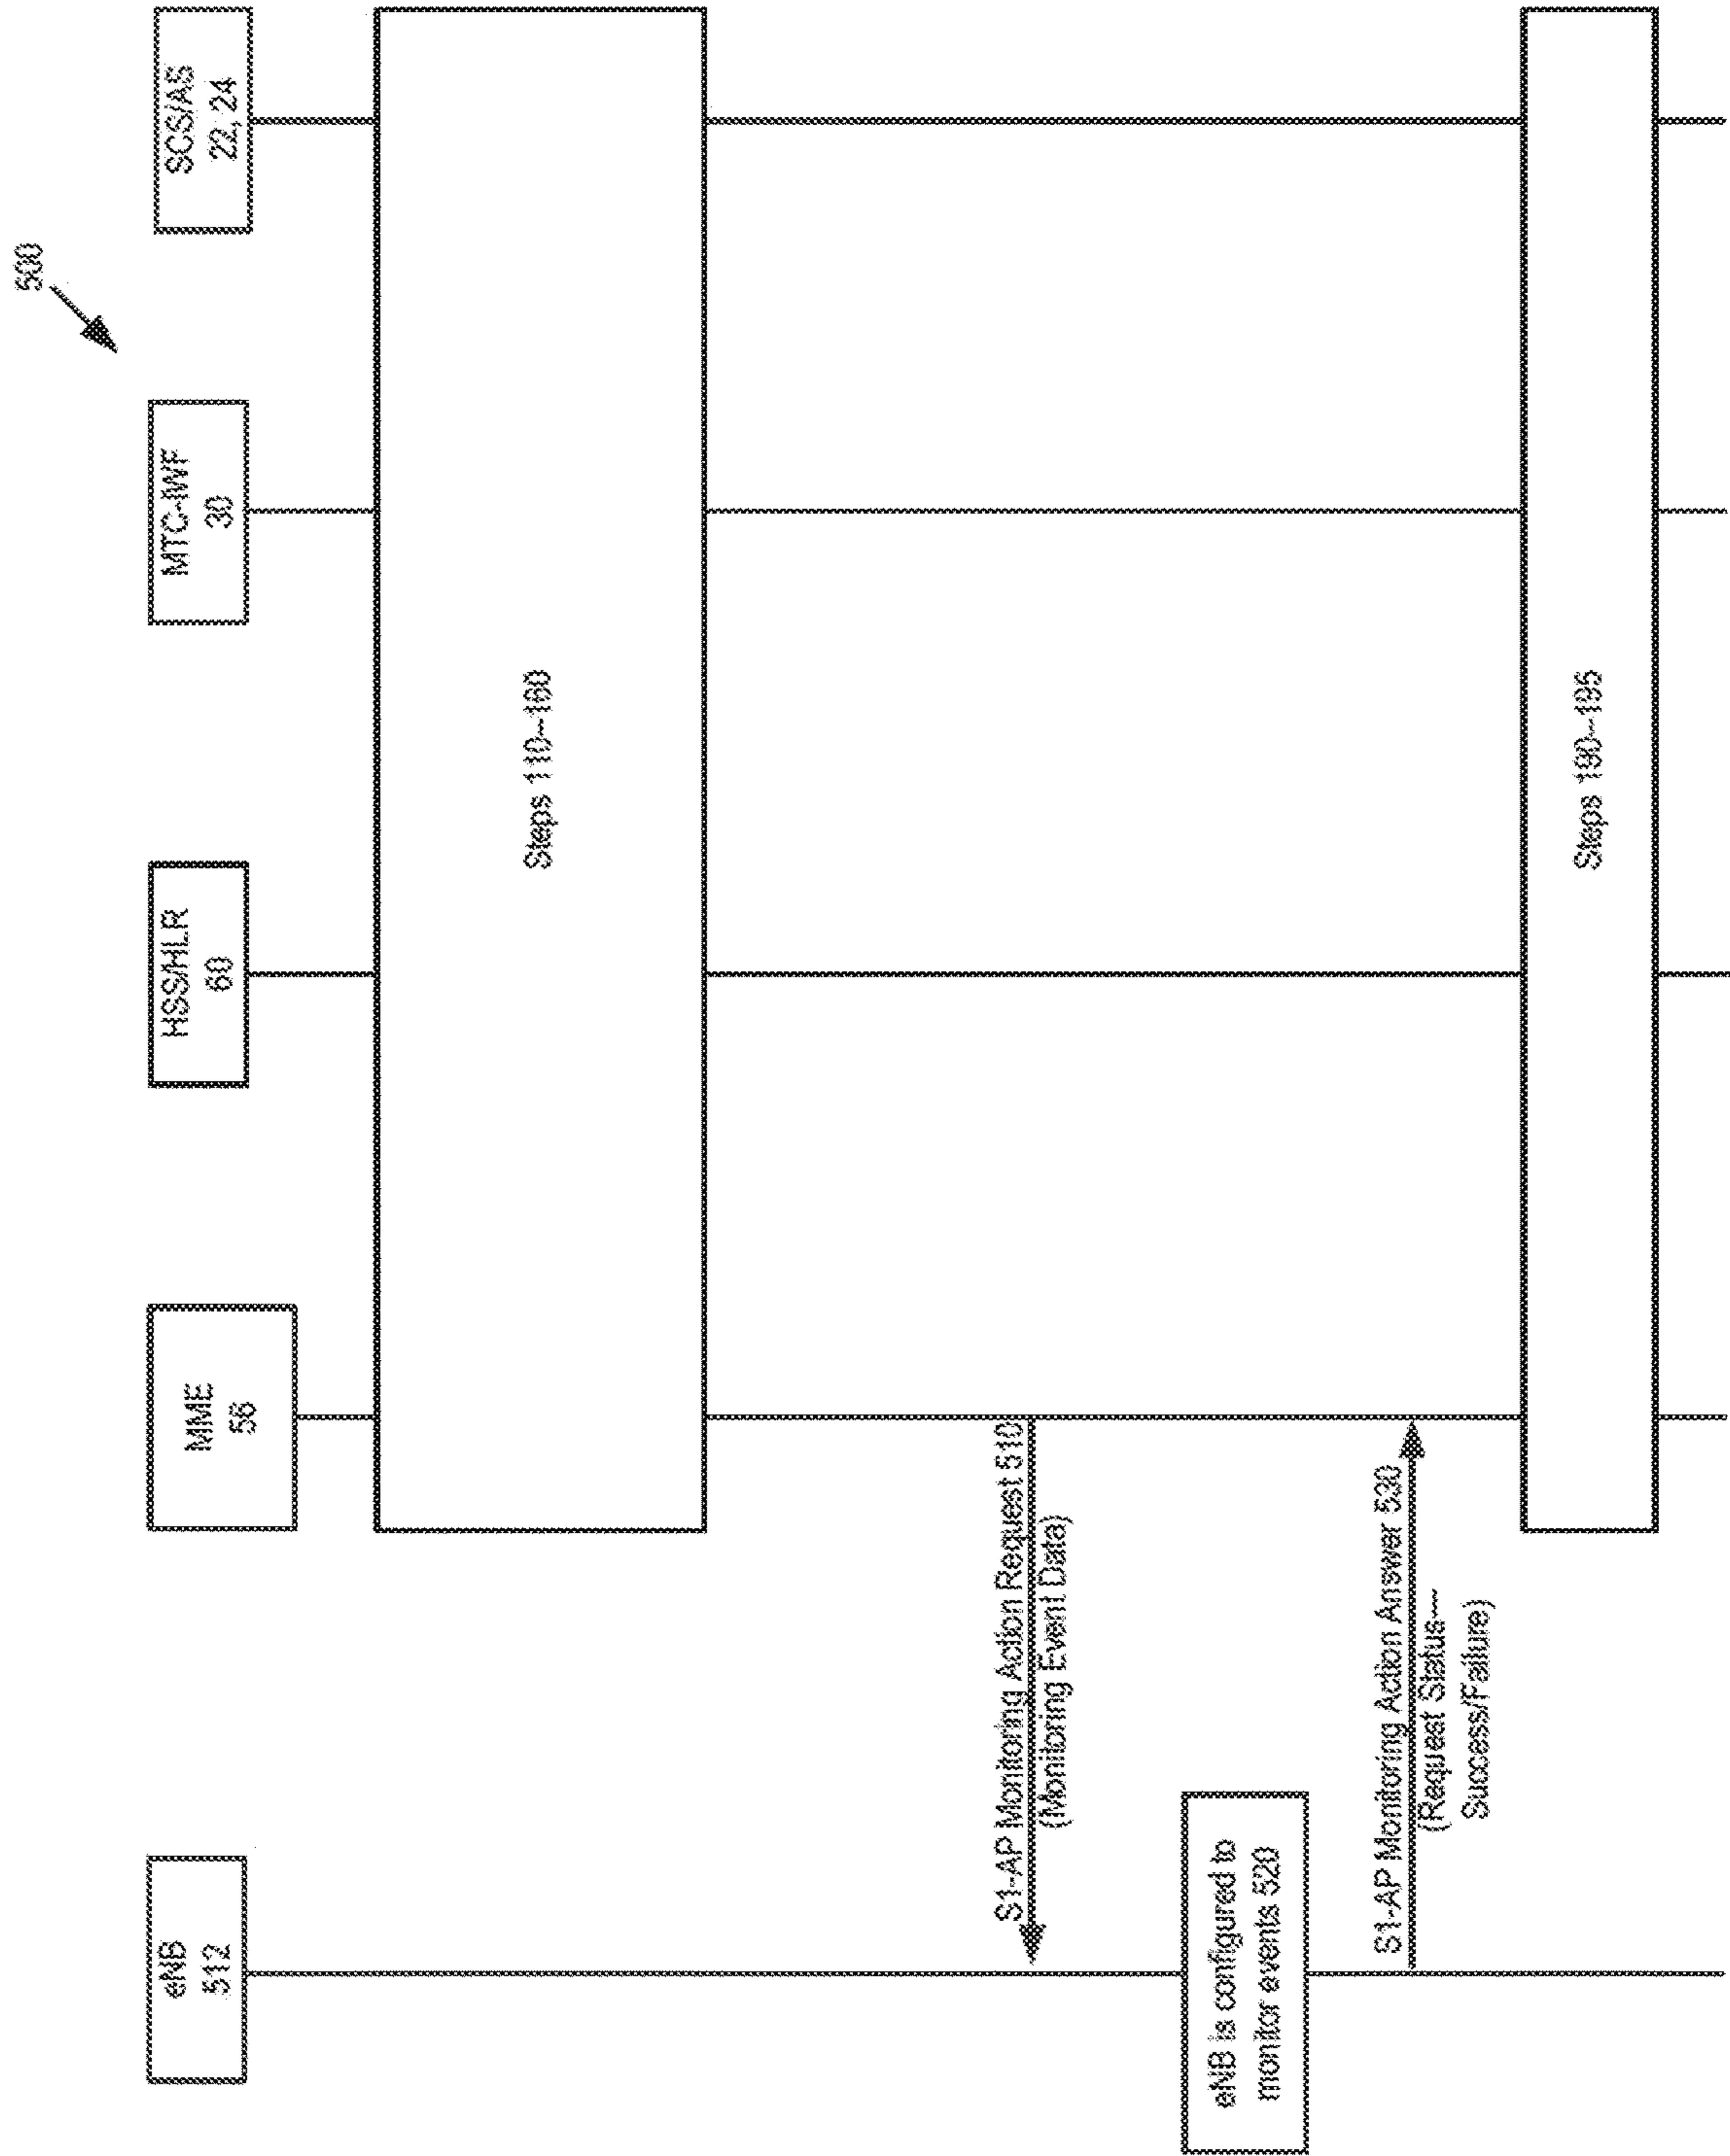 500
eNB
512
MME
56
HSS/HLR
60
MTC-IWF
30
SCS/AS
22, 24
Steps 110–160
S1-AP Monitoring Action Request 510
(Monitoring Event Data)
eNB is configured to
monitor events 520
S1-AP Monitoring Action Answer 530
(Request Status—
Success/Failure)
Steps 190–195